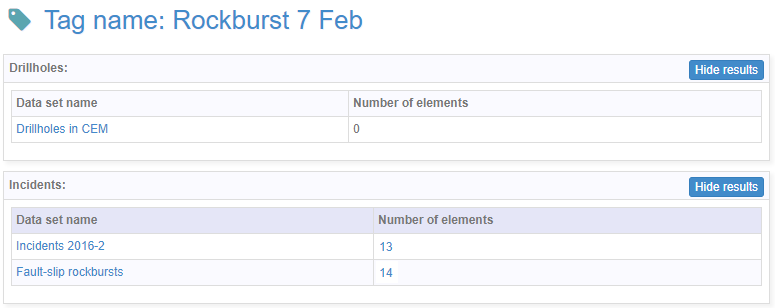 Tag name: Rockburst 7 Feb
Drillholes:
Hide results
Data set name Number of elements
Drillholes in CEM 0
Incidents:
Hide results
Data set name Number of elements
Incidents 2016-2 13
Fault-slip rockbursts 14